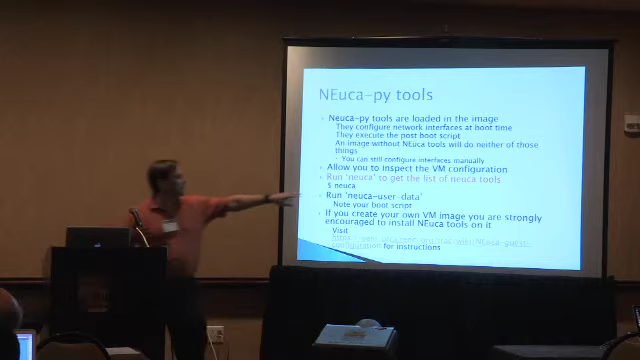 NEuca-py tools
Neuca-py tools are loaded in the image
They configure network interfaces at boot time
They execute the post boot script
An image without NEuca tools will do neither of those
things
You can still configure interfaces manually
Allow you to inspect the VM configuration
Run 'neuca' to get the list of neuca tools
$ neuca
Run 'neuca-user-data'
Note your boot script
If you create your own VM image you are strongly
encouraged to install NEuca tools on it
Visit
configuration for instructions